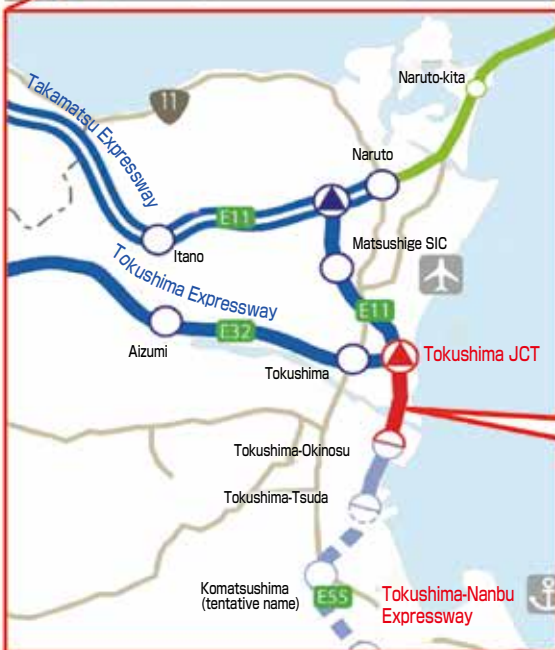 Naruto-kita
11
Takamatsu Expressway
Naruto
E11
Itano
Matsushige SIC
Tokushima Expressway
E11
E32
Aizumi
Tokushima
Tokushima JCT
Tokushima-Okinosu
Tokushima-Tsuda
Komatsushima
(tentative name)
E55
Tokushima-Nanbu
Expressway